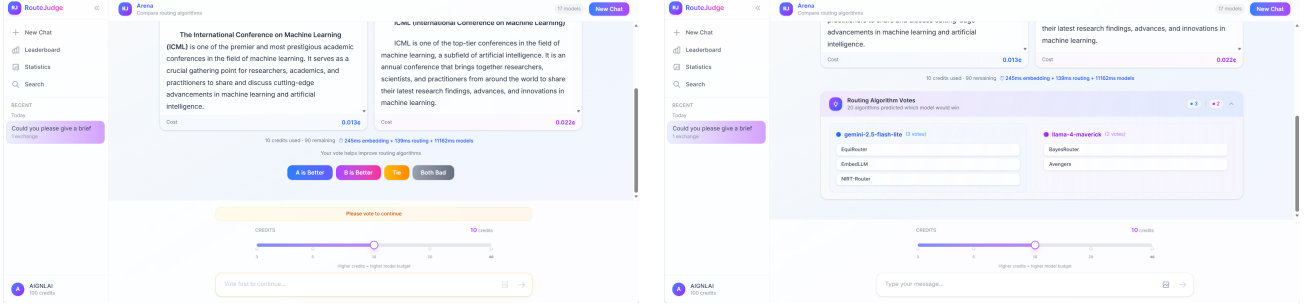 RJ RouteJudge
New Chat
Leaderboard
Statistics
Search
RECENT
Today
Could you please give a brief
1 exchange
A AIGNLAI
100 credits
RJ Arena
Compare routing algorithms
17 models
New Chat
The International Conference on Machine Learning
(ICML) is one of the premier and most prestigious academic
conferences in the field of machine learning. It serves as a
crucial gathering point for researchers, academics, and
practitioners to share and discuss cutting-edge
advancements in machine learning and artificial
intelligence.
Cost 0.013¢
ICML (International Conference on Machine Learning)
ICML is one of the top-tier conferences in the field of
machine learning, a subfield of artificial intelligence. It is an
annual conference that brings together researchers,
scientists, and practitioners from around the world to share
their latest research findings, advances, and innovations in
machine learning.
Cost 0.022¢
10 credits used · 90 remaining 245ms embedding + 139ms routing + 11162ms models
Your vote helps improve routing algorithms
A is Better B is Better Tie Both Bad
Please vote to continue
CREDITS 10 credits
Higher credits = higher model budget
Vote first to continue...
RJ RouteJudge
New Chat
Leaderboard
Statistics
Search
RECENT
Today
Could you please give a brief
1 exchange
A AIGNLAI
100 credits
RJ Arena
Compare routing algorithms
17 models
New Chat
practitioners to share and discuss cutting-edge
advancements in machine learning and artificial
intelligence.
Cost 0.013¢
their latest research findings, advances, and innovations in
machine learning.
Cost 0.022¢
10 credits used · 90 remaining 245ms embedding + 139ms routing + 11162ms models
Routing Algorithm Votes
20 algorithms predicted which model would win
3 2
gemini-2.5-flash-lite (3 votes)
EquiRouter
EmbedLLM
NIRT-Router
llama-4-maverick (2 votes)
BayesRouter
Avengers
CREDITS 10 credits
Higher credits = higher model budget
Type your message...